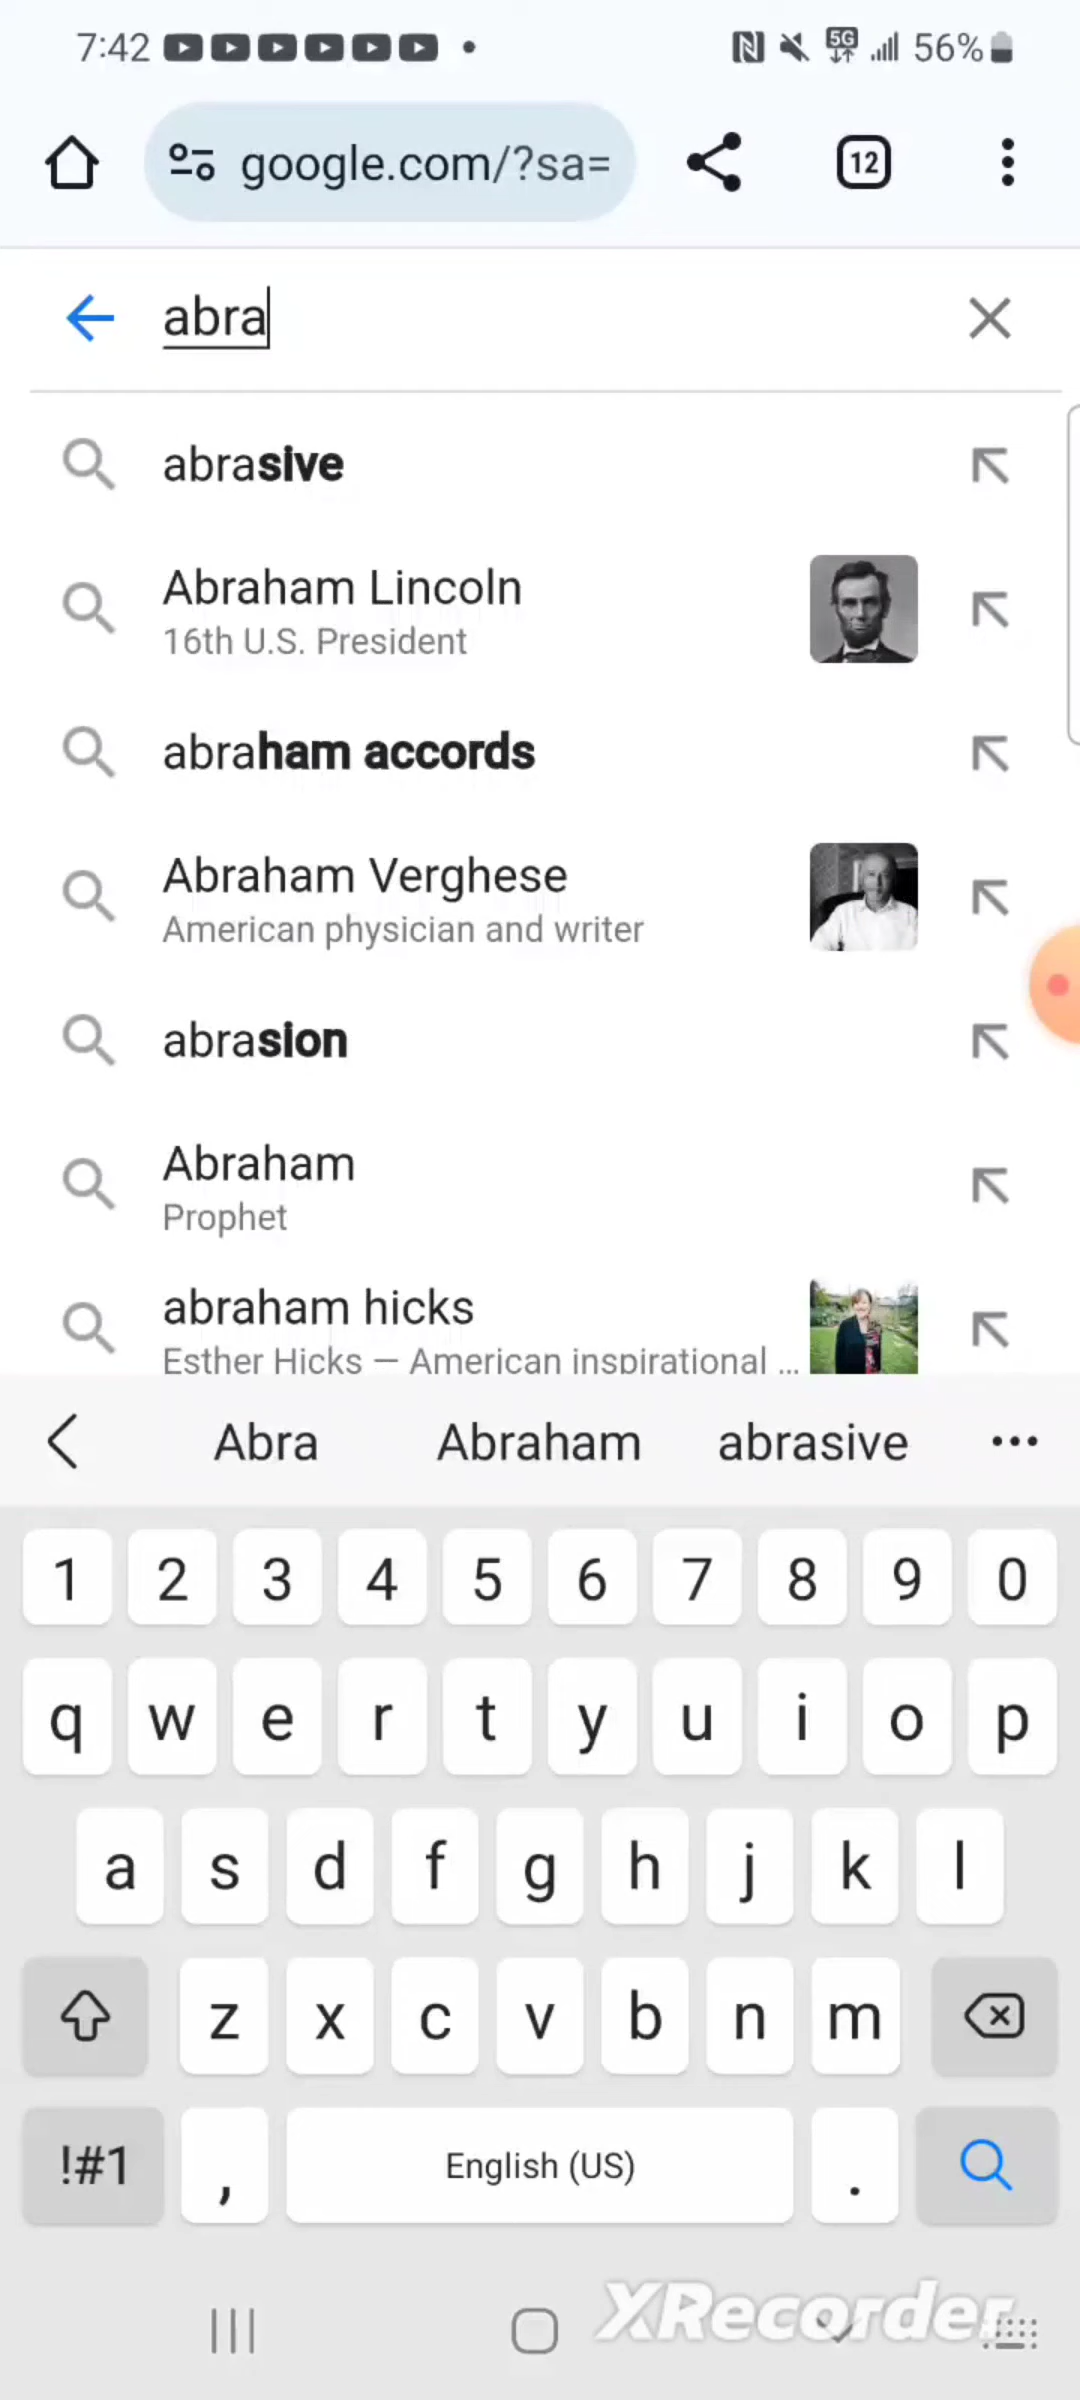 7:42 5G 56%
google.com/?sa= 12
abra
abrasive
Abraham Lincoln
16th U.S. President
abraham accords
Abraham Verghese
American physician and writer
abrasion
Abraham
Prophet
abraham hicks
Esther Hicks — American inspirational ...
Abra Abraham abrasive ...
1 2 3 4 5 6 7 8 9 0
q w e r t y u i o p
a s d f g h j k l
z x c v b n m
!#1 , English (US) .
XRecorder